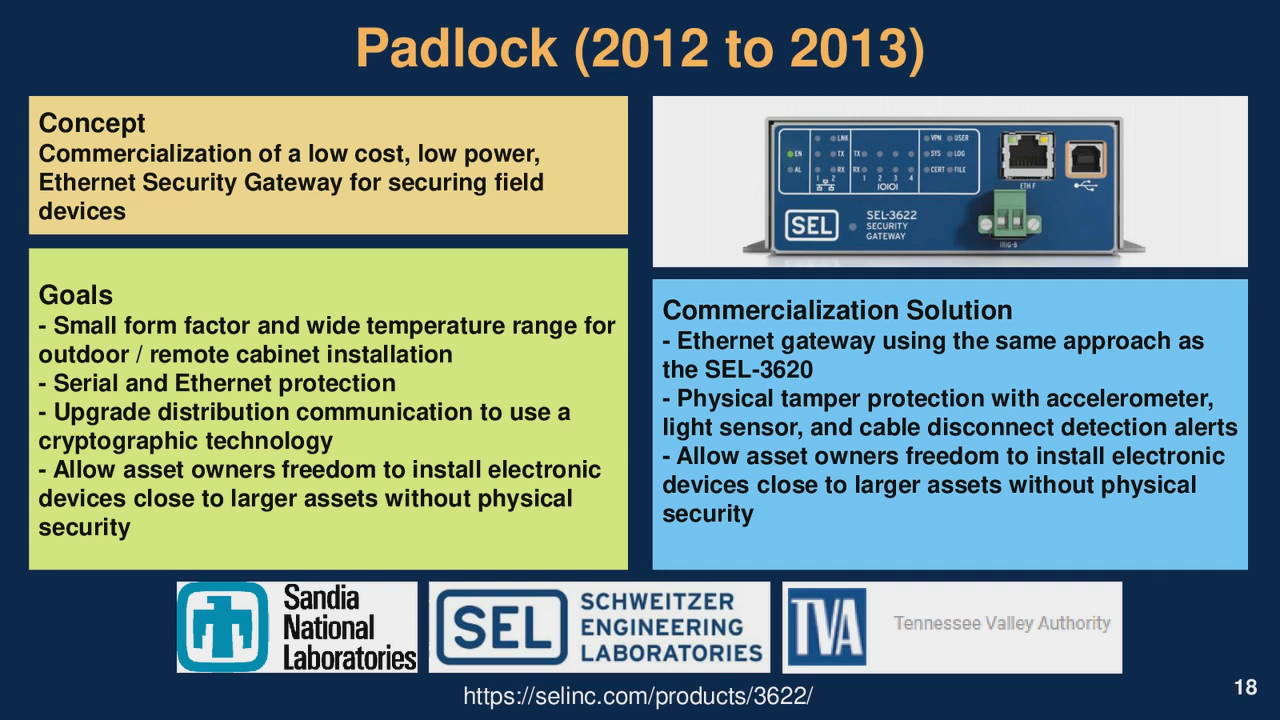 Padlock (2012 to 2013)
Concept
Commercialization of a low cost, low power,
Ethernet Security Gateway for securing field
devices
Goals
- Small form factor and wide temperature range for
outdoor / remote cabinet installation
- Serial and Ethernet protection
- Upgrade distribution communication to use a
cryptographic technology
- Allow asset owners freedom to install electronic
devices close to larger assets without physical
security
EN
AL
LNK
TX
RX
1 2
TX
RX
1 2 3 4
IOIOI
VPN USER
SYS LOG
CERT FILE
ETH F
SEL
SEL-3622
SECURITY
GATEWAY
IRIG-B
Commercialization Solution
- Ethernet gateway using the same approach as
the SEL-3620
- Physical tamper protection with accelerometer,
light sensor, and cable disconnect detection alerts
- Allow asset owners freedom to install electronic
devices close to larger assets without physical
security
Sandia
National
Laboratories
SEL
SCHWEITZER
ENGINEERING
LABORATORIES
TVA
Tennessee Valley Authority
https://selinc.com/products/3622/
18